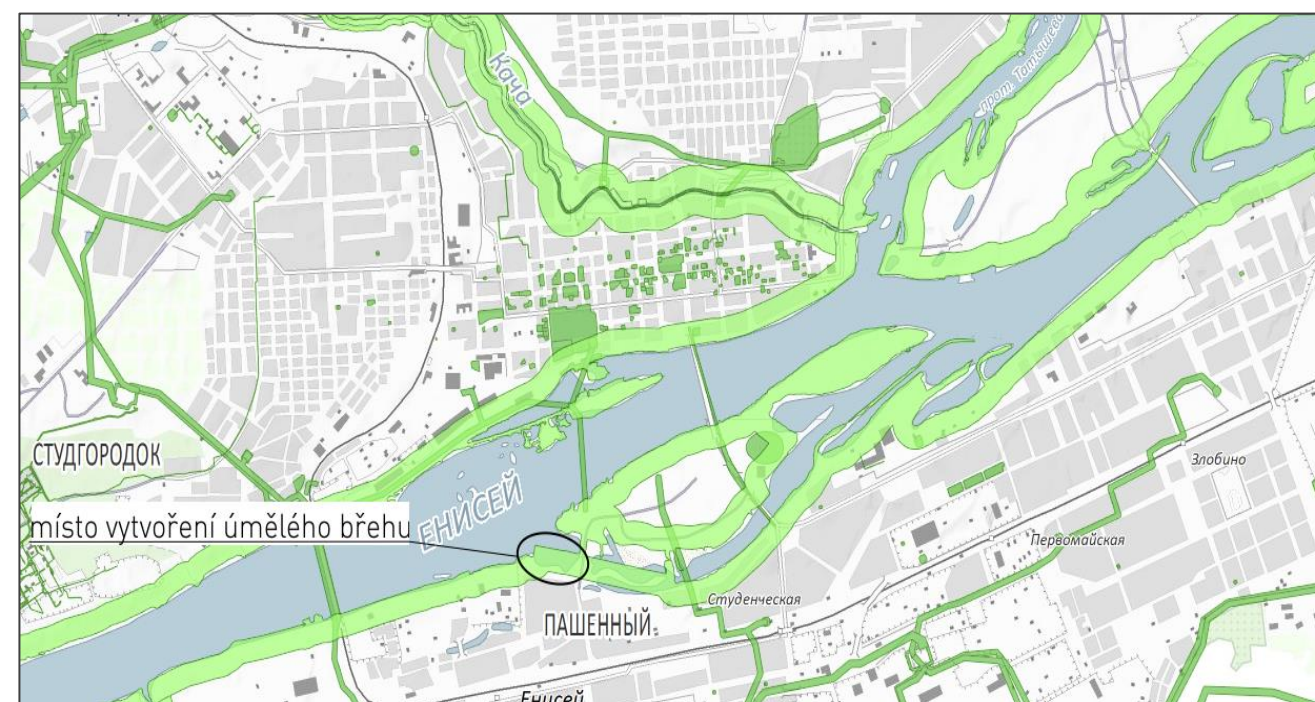 Кача
прот. Татышева
СТУДГОРОДОК
místo vytvoření úmělého břehu
ЕНИСЕЙ
Злобино
Первомайская
Студенческая
ПАШЕННЫЙ
Енисей